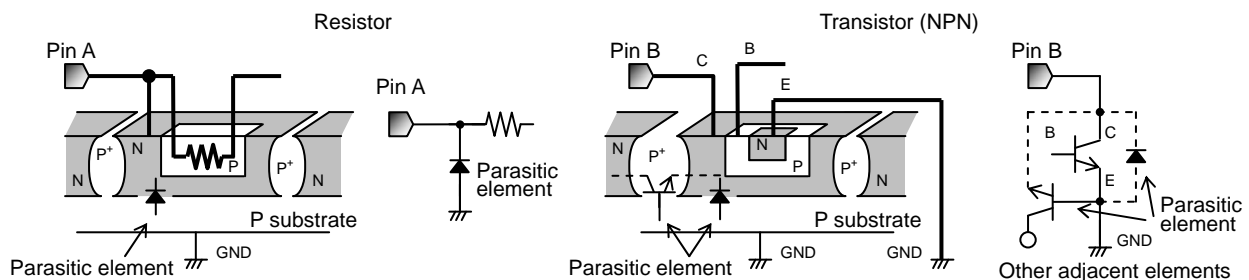 Resistor
Pin A
N
P+
N
P
P+
N
P substrate
GND
Parasitic element
Pin A
Parasitic
element
Transistor (NPN)
Pin B
C
B
E
N
P+
N
N
P
P+
N
P substrate
GND
GND
Parasitic element
Pin B
B
C
E
GND
Parasitic
element
Other adjacent elements